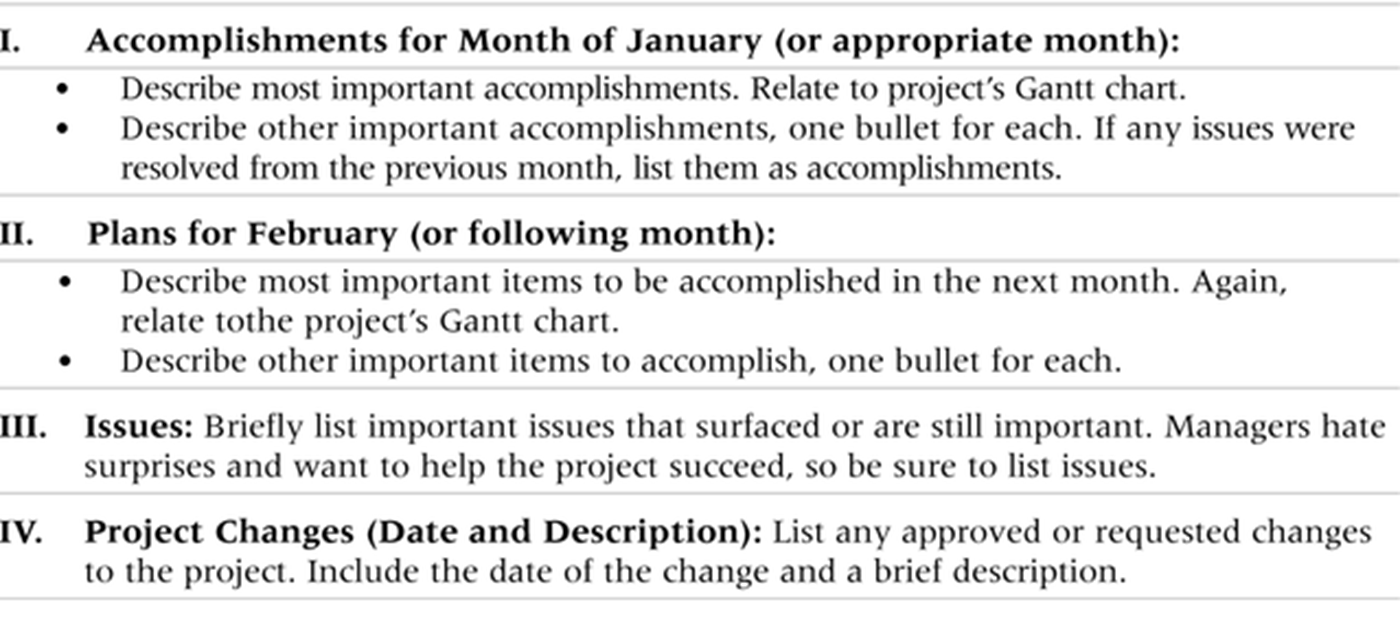 I. Accomplishments for Month of January (or appropriate month):
• Describe most important accomplishments. Relate to project's Gantt chart.
• Describe other important accomplishments, one bullet for each. If any issues were
resolved from the previous month, list them as accomplishments.
II. Plans for February (or following month):
• Describe most important items to be accomplished in the next month. Again,
relate tothe project's Gantt chart.
• Describe other important items to accomplish, one bullet for each.
III. Issues: Briefly list important issues that surfaced or are still important. Managers hate
surprises and want to help the project succeed, so be sure to list issues.
IV. Project Changes (Date and Description): List any approved or requested changes
to the project. Include the date of the change and a brief description.